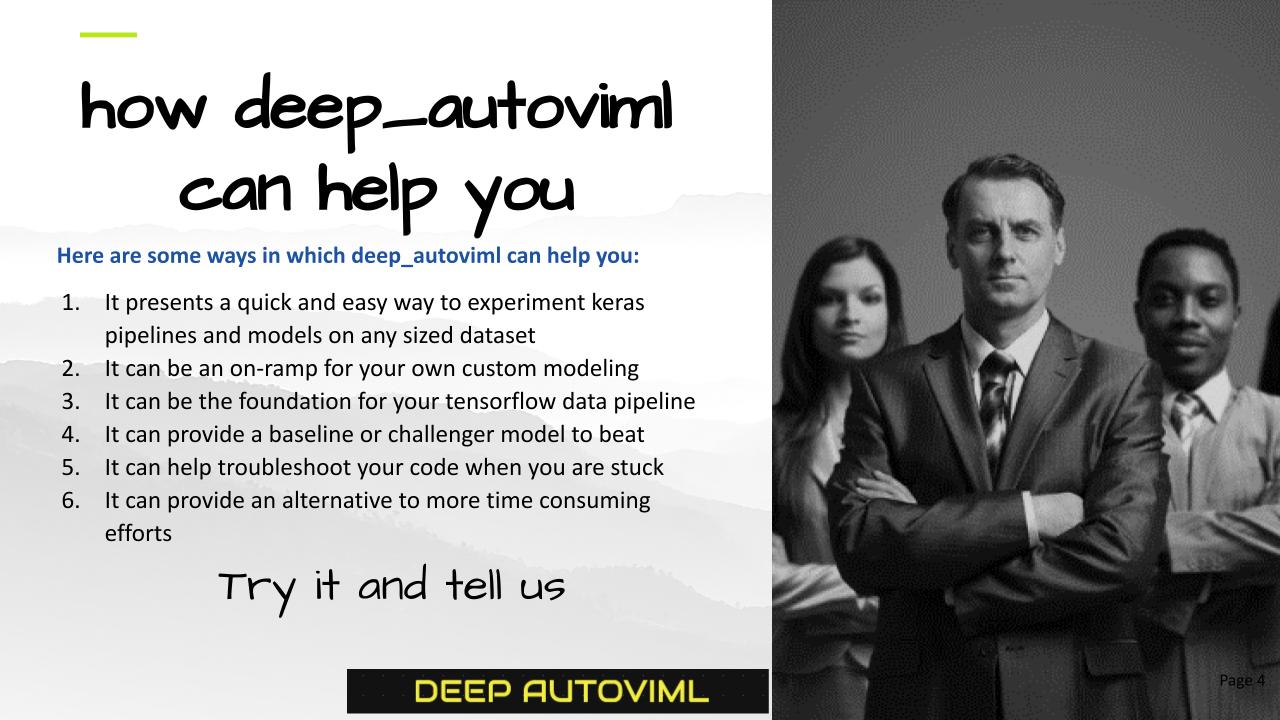 how deep_autoviml
can help you
Here are some ways in which deep_autoviml can help you:
1. It presents a quick and easy way to experiment keras
pipelines and models on any sized dataset
2. It can be an on-ramp for your own custom modeling
3. It can be the foundation for your tensorflow data pipeline
4. It can provide a baseline or challenger model to beat
5. It can help troubleshoot your code when you are stuck
6. It can provide an alternative to more time consuming
efforts
Try it and tell us
DEEP AUTOVIML
Page 4